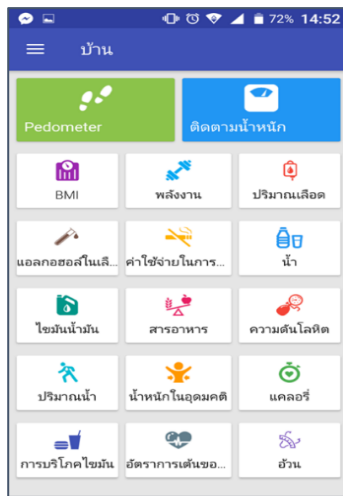 72% 14:52
บ้าน
Pedometer
ติดตามน้ำหนัก
BMI
พลังงาน
ปริมาณเลือด
แอลกอฮอล์ในเลื...
ค่าใช้จ่ายในการ...
น้ำ
ไขมันน้ำมัน
สารอาหาร
ความดันโลหิต
ปริมาณน้ำ
น้ำหนักในอุดมคติ
แคลอรี่
การบริโภคไขมัน
อัตราการเต้นขอ...
อ้วน